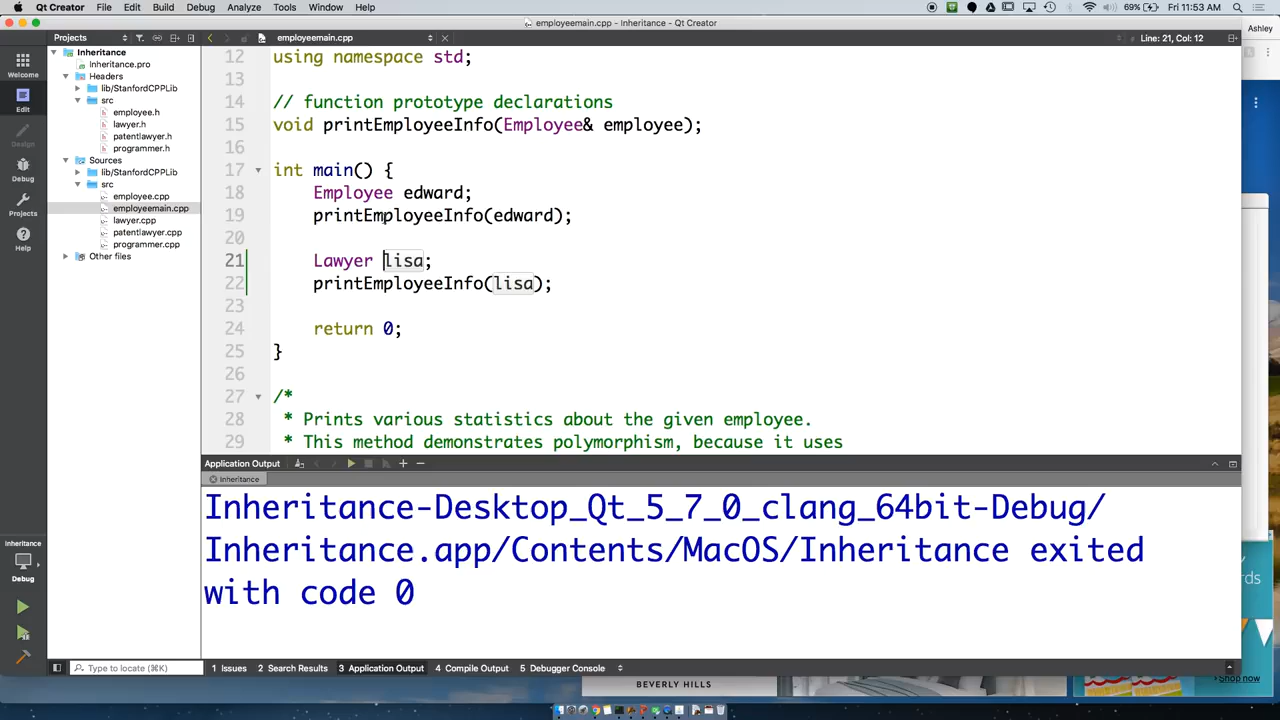 Qt Creator File Edit Build Debug Analyze Tools Window Help
69% Fri 11:53 AM
employeemain.cpp - Inheritance - Qt Creator
Ashley
Projects
employeemain.cpp
Line: 21, Col: 12
Welcome
Edit
Design
Debug
Projects
Help
Inheritance
Debug
Inheritance
Inheritance.pro
Headers
lib/StanfordCPPLib
src
employee.h
lawyer.h
patentlawyer.h
programmer.h
Sources
lib/StanfordCPPLib
src
employee.cpp
employeemain.cpp
lawyer.cpp
patentlawyer.cpp
programmer.cpp
Other files
12 using namespace std;
13
14 // function prototype declarations
15 void printEmployeeInfo(Employee& employee);
16
17 int main() {
18 Employee edward;
19 printEmployeeInfo(edward);
20
21 Lawyer lisa;
22 printEmployeeInfo(lisa);
23
24 return 0;
25 }
26
27 /*
28 * Prints various statistics about the given employee.
29 * This method demonstrates polymorphism, because it uses
Application Output
Inheritance
Inheritance-Desktop_Qt_5_7_0_clang_64bit-Debug/
Inheritance.app/Contents/MacOS/Inheritance exited
with code 0
Type to locate (⌘K)
1 Issues 2 Search Results 3 Application Output 4 Compile Output 5 Debugger Console
BEVERLY HILLS
Shop now